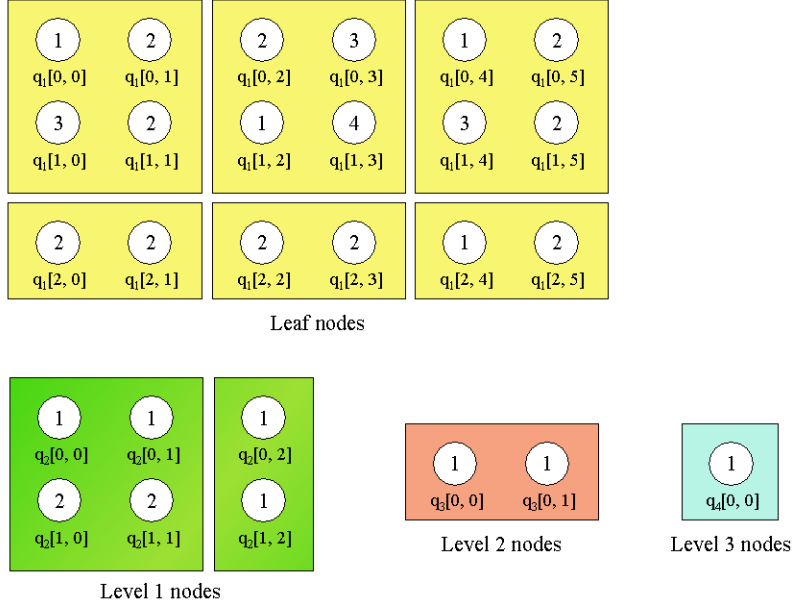 1 2 2 3 1 2
q₁[0, 0] q₁[0, 1] q₁[0, 2] q₁[0, 3] q₁[0, 4] q₁[0, 5]
3 2 1 4 3 2
q₁[1, 0] q₁[1, 1] q₁[1, 2] q₁[1, 3] q₁[1, 4] q₁[1, 5]
2 2 2 2 1 2
q₁[2, 0] q₁[2, 1] q₁[2, 2] q₁[2, 3] q₁[2, 4] q₁[2, 5]
Leaf nodes
1 1 1
q₂[0, 0] q₂[0, 1] q₂[0, 2]
2 2 1
q₂[1, 0] q₂[1, 1] q₂[1, 2]
Level 1 nodes
1 1
q₃[0, 0] q₃[0, 1]
Level 2 nodes
1
q₄[0, 0]
Level 3 nodes